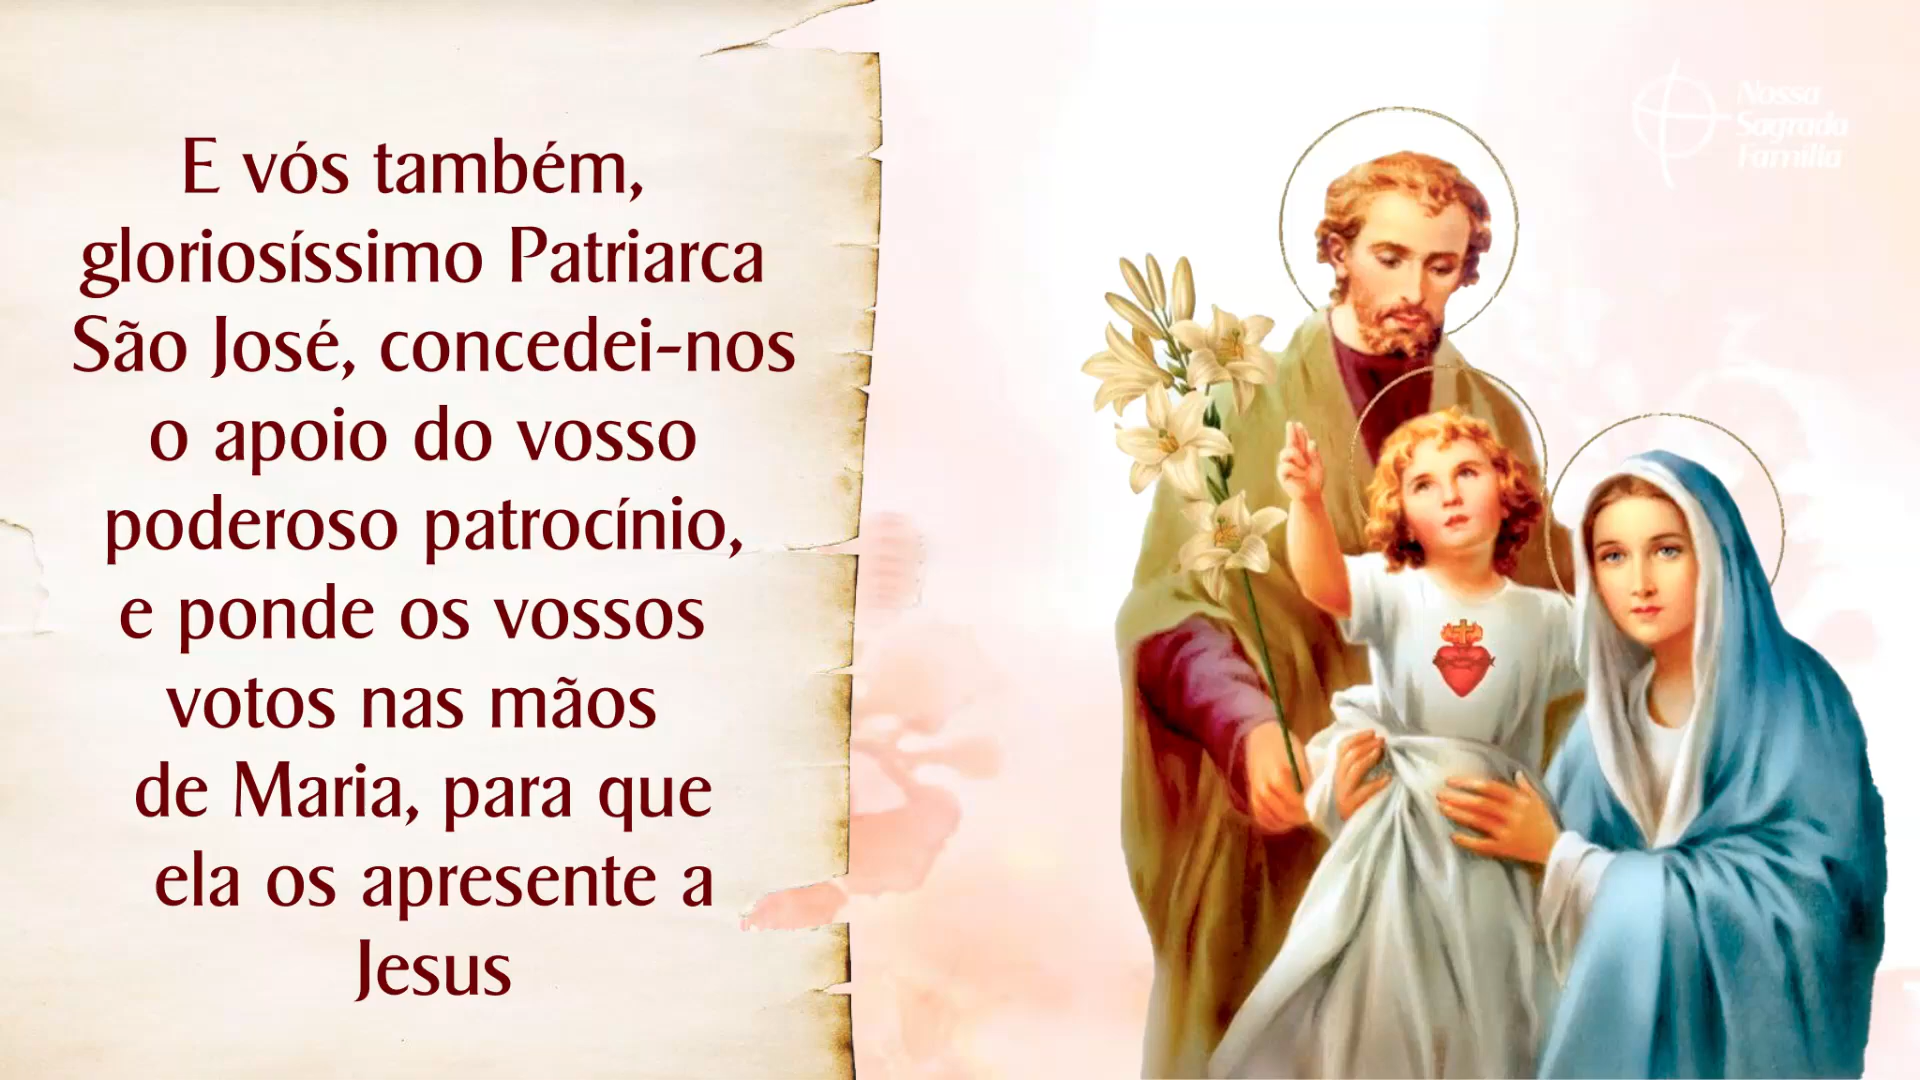 E vós também,
gloriosíssimo Patriarca
São José, concedei-nos
o apoio do vosso
poderoso patrocínio,
e ponde os vossos
votos nas mãos
de Maria, para que
ela os apresente a
Jesus
Nossa
Sagrada
Família